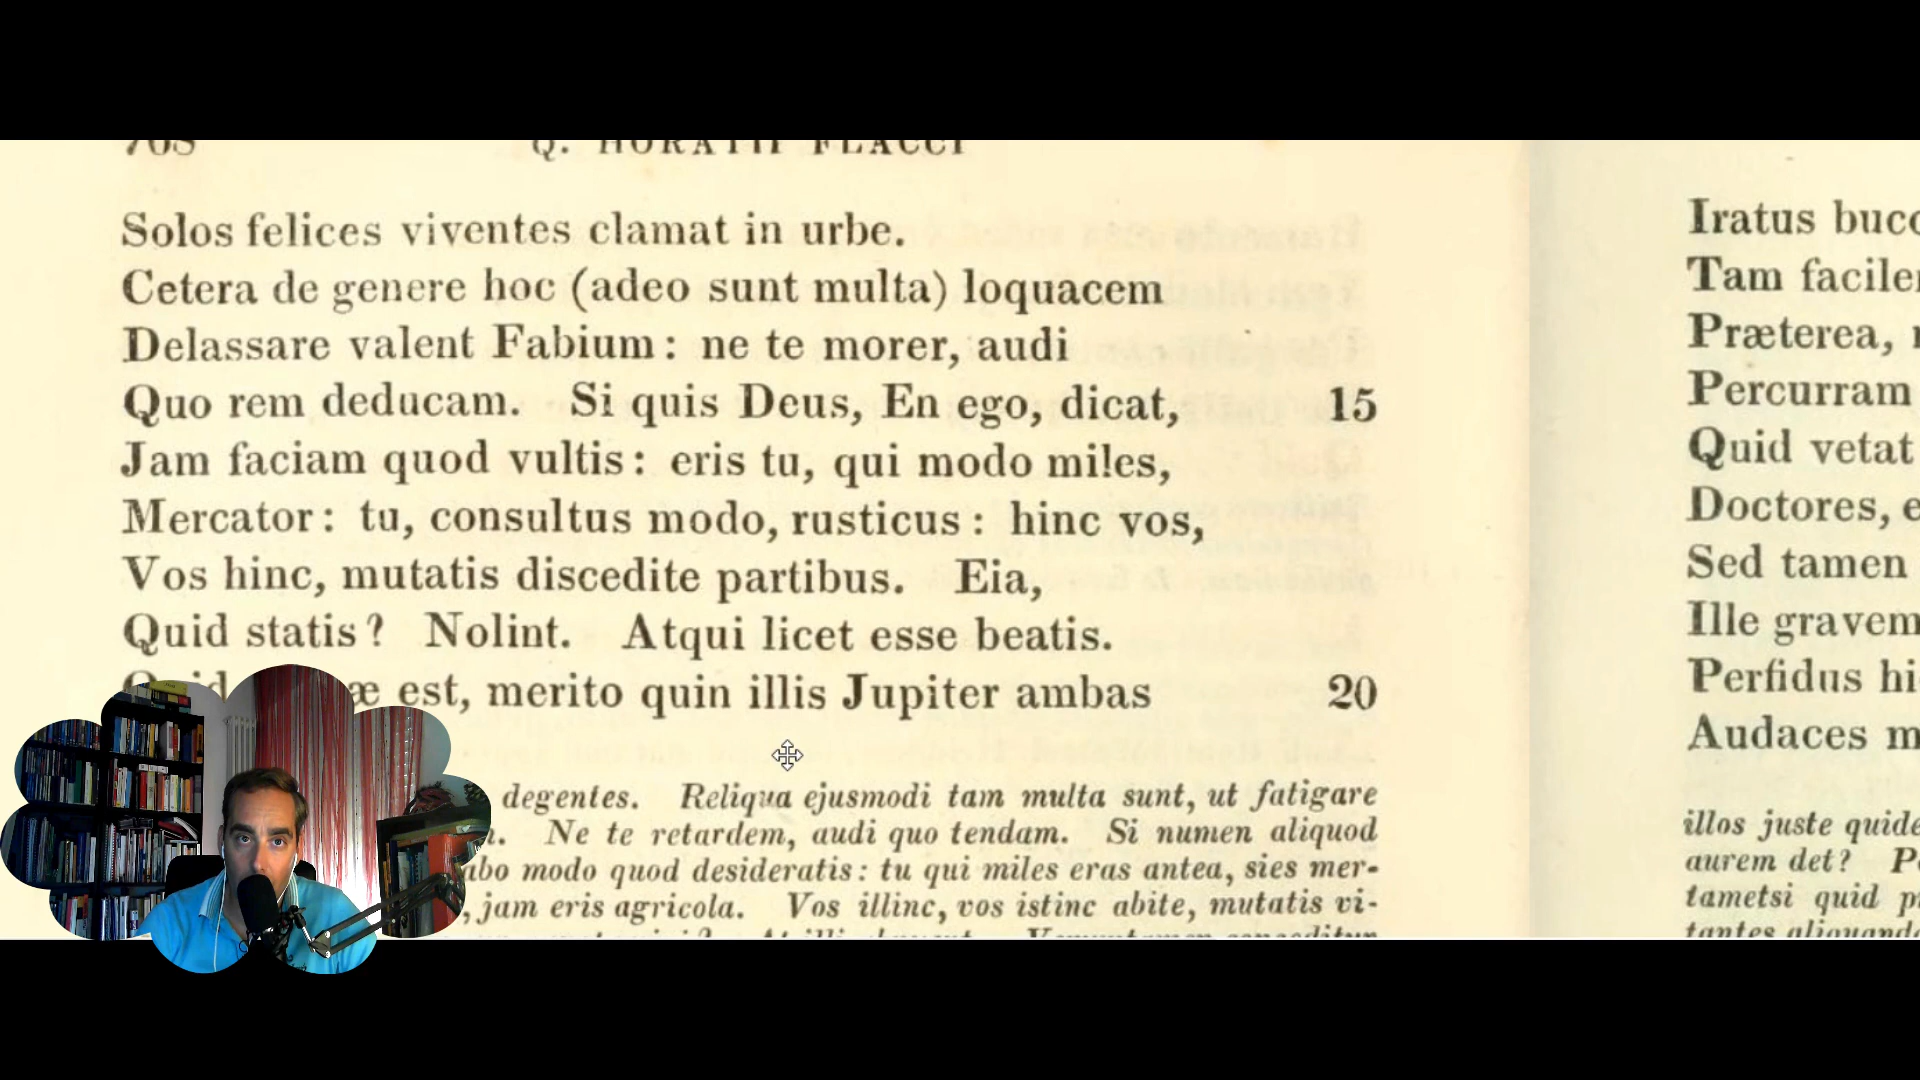 708 Q. HORATII FLACCI
Solos felices viventes clamat in urbe.
Cetera de genere hoc (adeo sunt multa) loquacem
Delassare valent Fabium: ne te morer, audi
Quo rem deducam. Si quis Deus, En ego, dicat, 15
Jam faciam quod vultis: eris tu, qui modo miles,
Mercator: tu, consultus modo, rusticus: hinc vos,
Vos hinc, mutatis discedite partibus. Eia,
Quid statis? Nolint. Atqui licet esse beatis.
est, merito quin illis Jupiter ambas 20
degentes. Reliqua ejusmodi tam multa sunt, ut fatigare
Ne te retardem, audi quo tendam. Si numen aliquod
modo quod desideratis: tu qui miles eras antea, sies mer-
, jam eris agricola. Vos illinc, vos istinc abite, mutatis vi-
Iratus
Tam
Præterea,
Percurram
Quid vetat
Doctores,
Sed tamen
Ille
Perfidus
Audaces
illos juste
aurem det?
tametsi quid
tantes